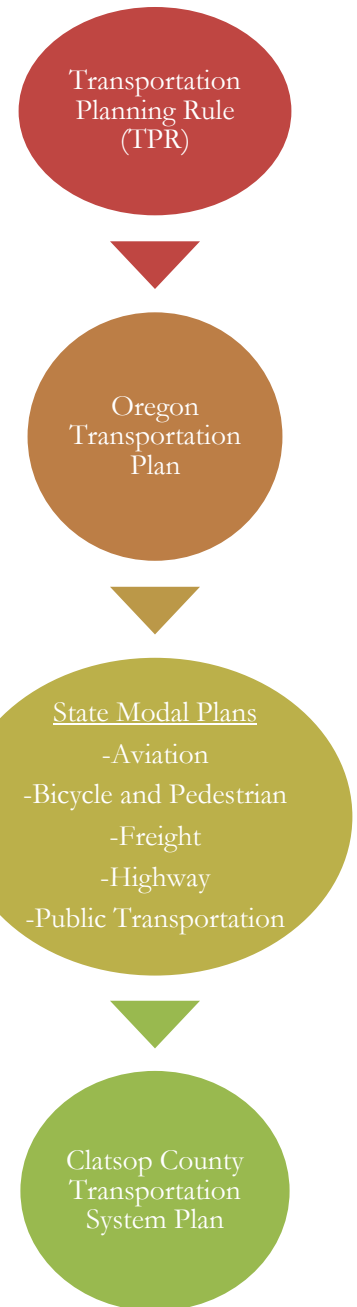 Transportation
Planning Rule
(TPR)
Oregon
Transportation
Plan
State Modal Plans
-Aviation
-Bicycle and Pedestrian
-Freight
-Highway
-Public Transportation
Clatsop County
Transportation
System Plan